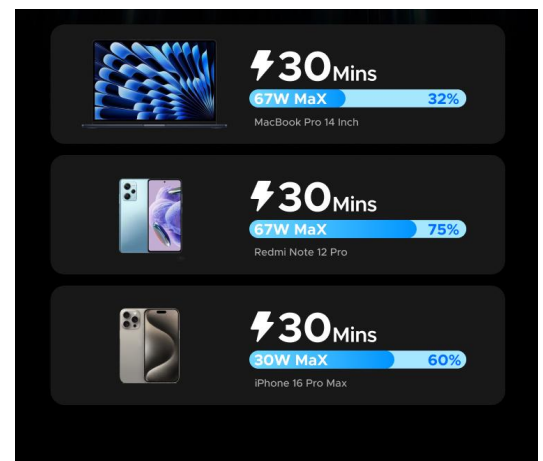 30Mins
67W MaX 32%
MacBook Pro 14 Inch
30Mins
67W MaX 75%
Redmi Note 12 Pro
30Mins
30W MaX 60%
iPhone 16 Pro Max